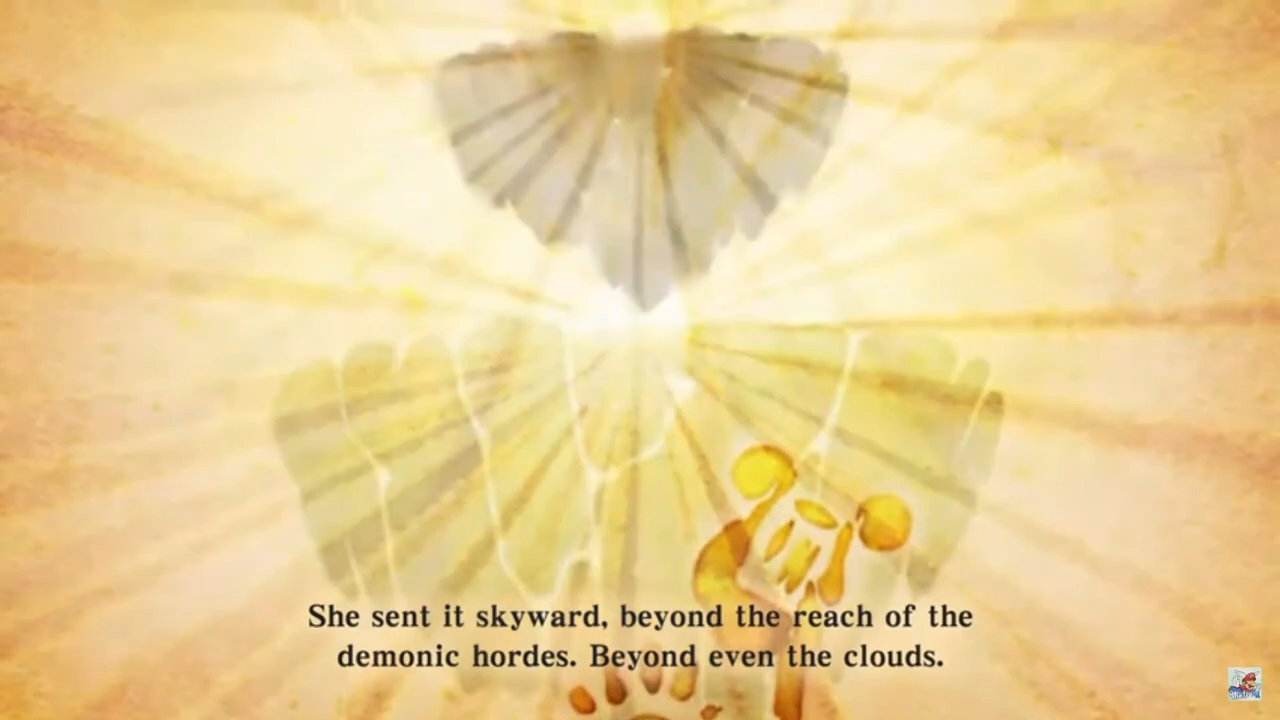 She sent it skyward, beyond the reach of the
demonic hordes. Beyond even the clouds.